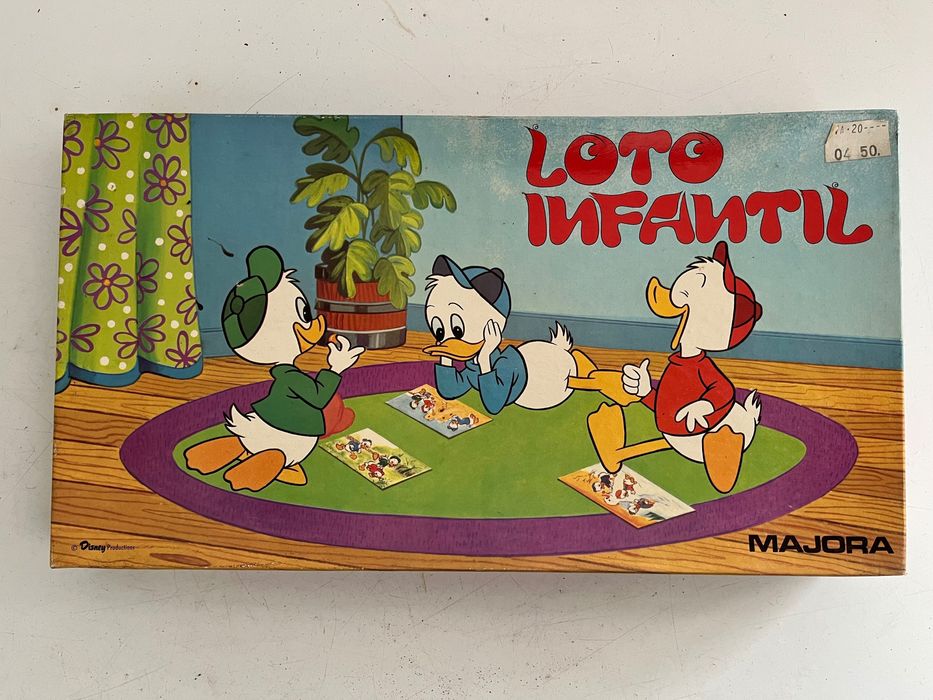 LOTO
INFANTIL
04 50.
© Disney Productions
MAJORA